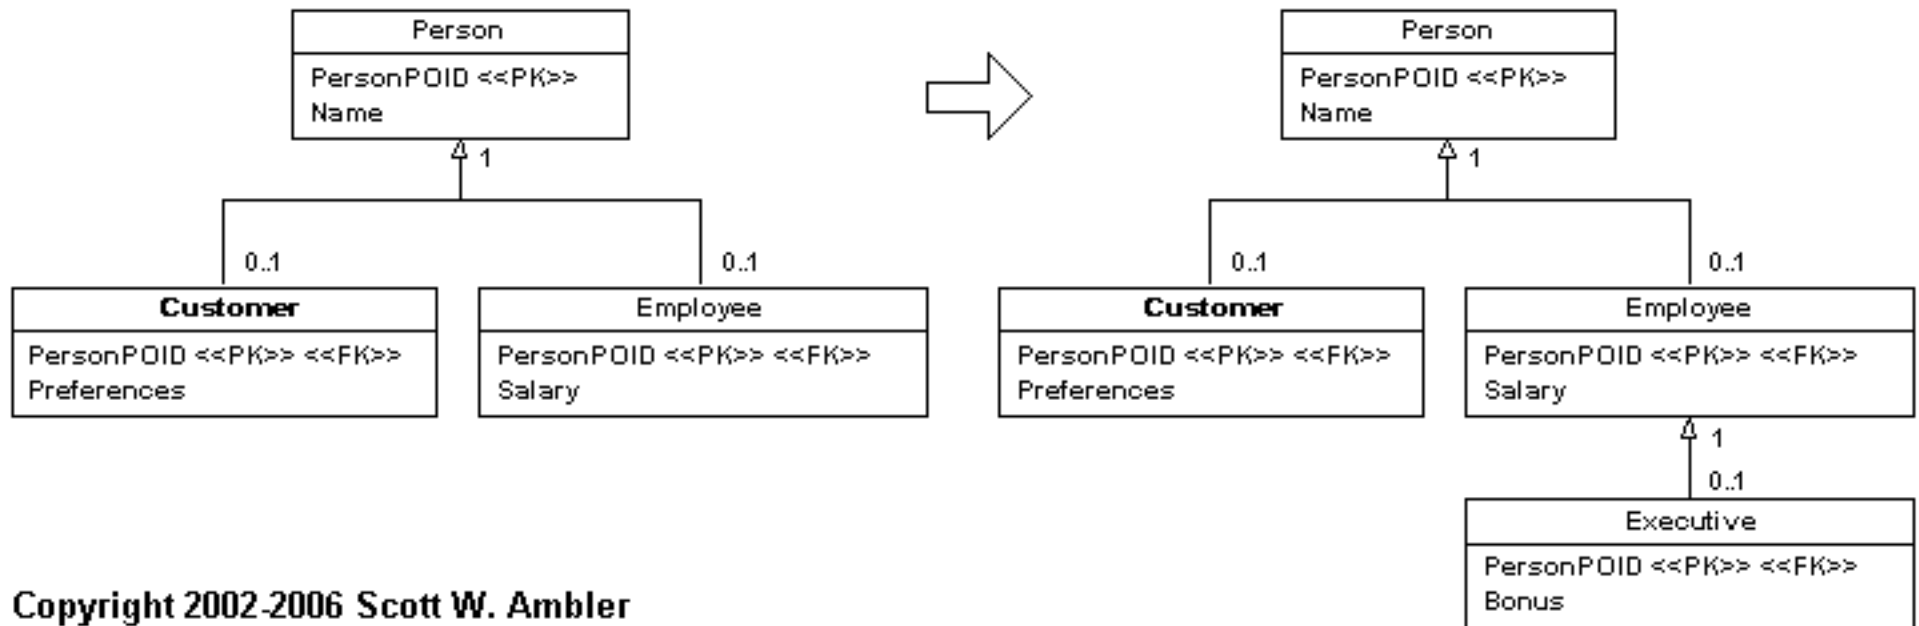 Person
PersonPOID <<PK>>
Name
1
0..1
0..1
Customer
PersonPOID <<PK>> <<FK>>
Preferences
Employee
PersonPOID <<PK>> <<FK>>
Salary
Person
PersonPOID <<PK>>
Name
1
0..1
0..1
Customer
PersonPOID <<PK>> <<FK>>
Preferences
Employee
PersonPOID <<PK>> <<FK>>
Salary
1
0..1
Executive
PersonPOID <<PK>> <<FK>>
Bonus
Copyright 2002-2006 Scott W. Ambler